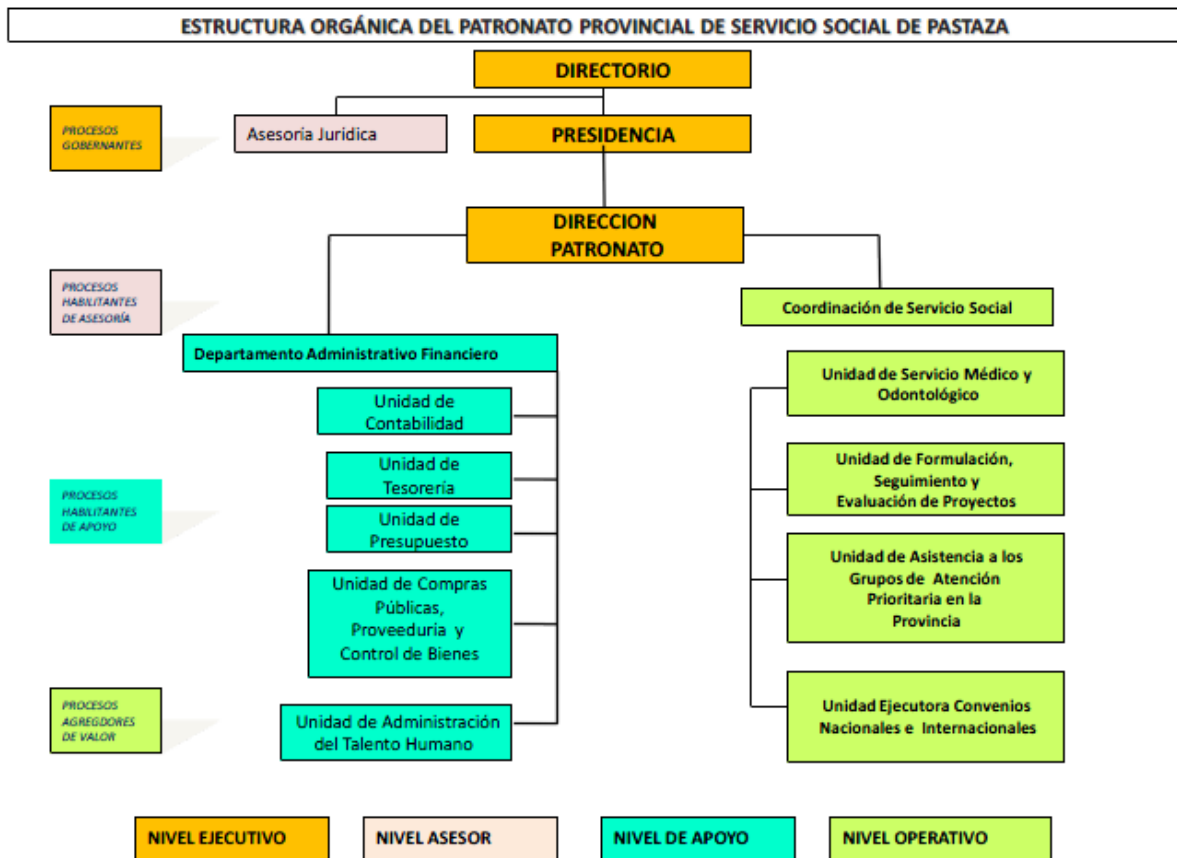 ESTRUCTURA ORGÁNICA DEL PATRONATO PROVINCIAL DE SERVICIO SOCIAL DE PASTAZA
DIRECTORIO
PROCESOS
GOBERNANTES
Asesoría Juridica
PRESIDENCIA
DIRECCION
PATRONATO
PROCESOS
HABILITANTES
DE ASESORÍA
Coordinación de Servicio Social
Departamento Administrativo Financiero
Unidad de
Contabilidad
Unidad de
Tesorería
Unidad de
Presupuesto
Unidad de Compras
Públicas,
Proveeduria y
Control de Bienes
Unidad de Administración
del Talento Humano
Unidad de Servicio Médico y
Odontológico
Unidad de Formulación,
Seguimiento y
Evaluación de Proyectos
Unidad de Asistencia a los
Grupos de Atención
Prioritaria en la
Provincia
Unidad Ejecutora Convenios
Nacionales e Internacionales
PROCESOS
HABILITANTES
DE APOYO
PROCESOS
AGREGDORES
DE VALOR
NIVEL EJECUTIVO
NIVEL ASESOR
NIVEL DE APOYO
NIVEL OPERATIVO